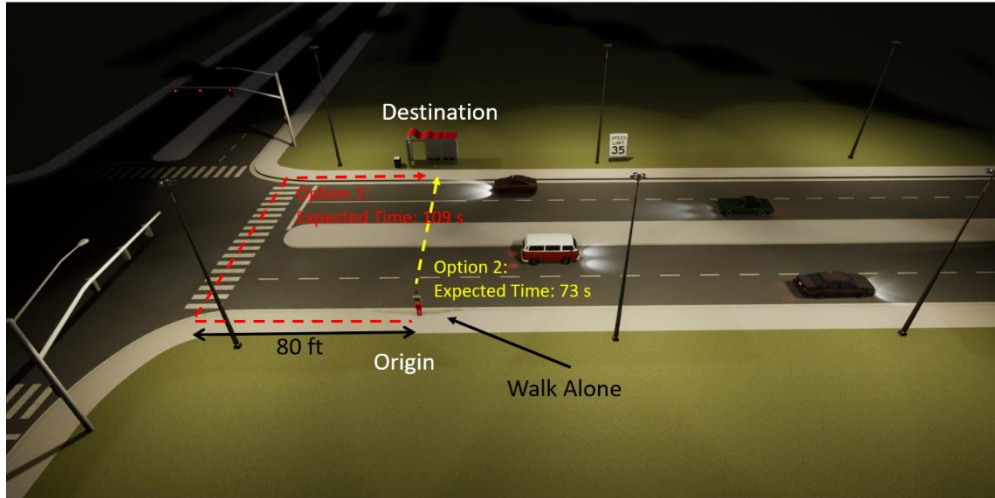 Destination
SPEED
LIMIT
35
Option 1:
Expected Time: 109 s
Option 2:
Expected Time: 73 s
80 ft
Origin
Walk Alone